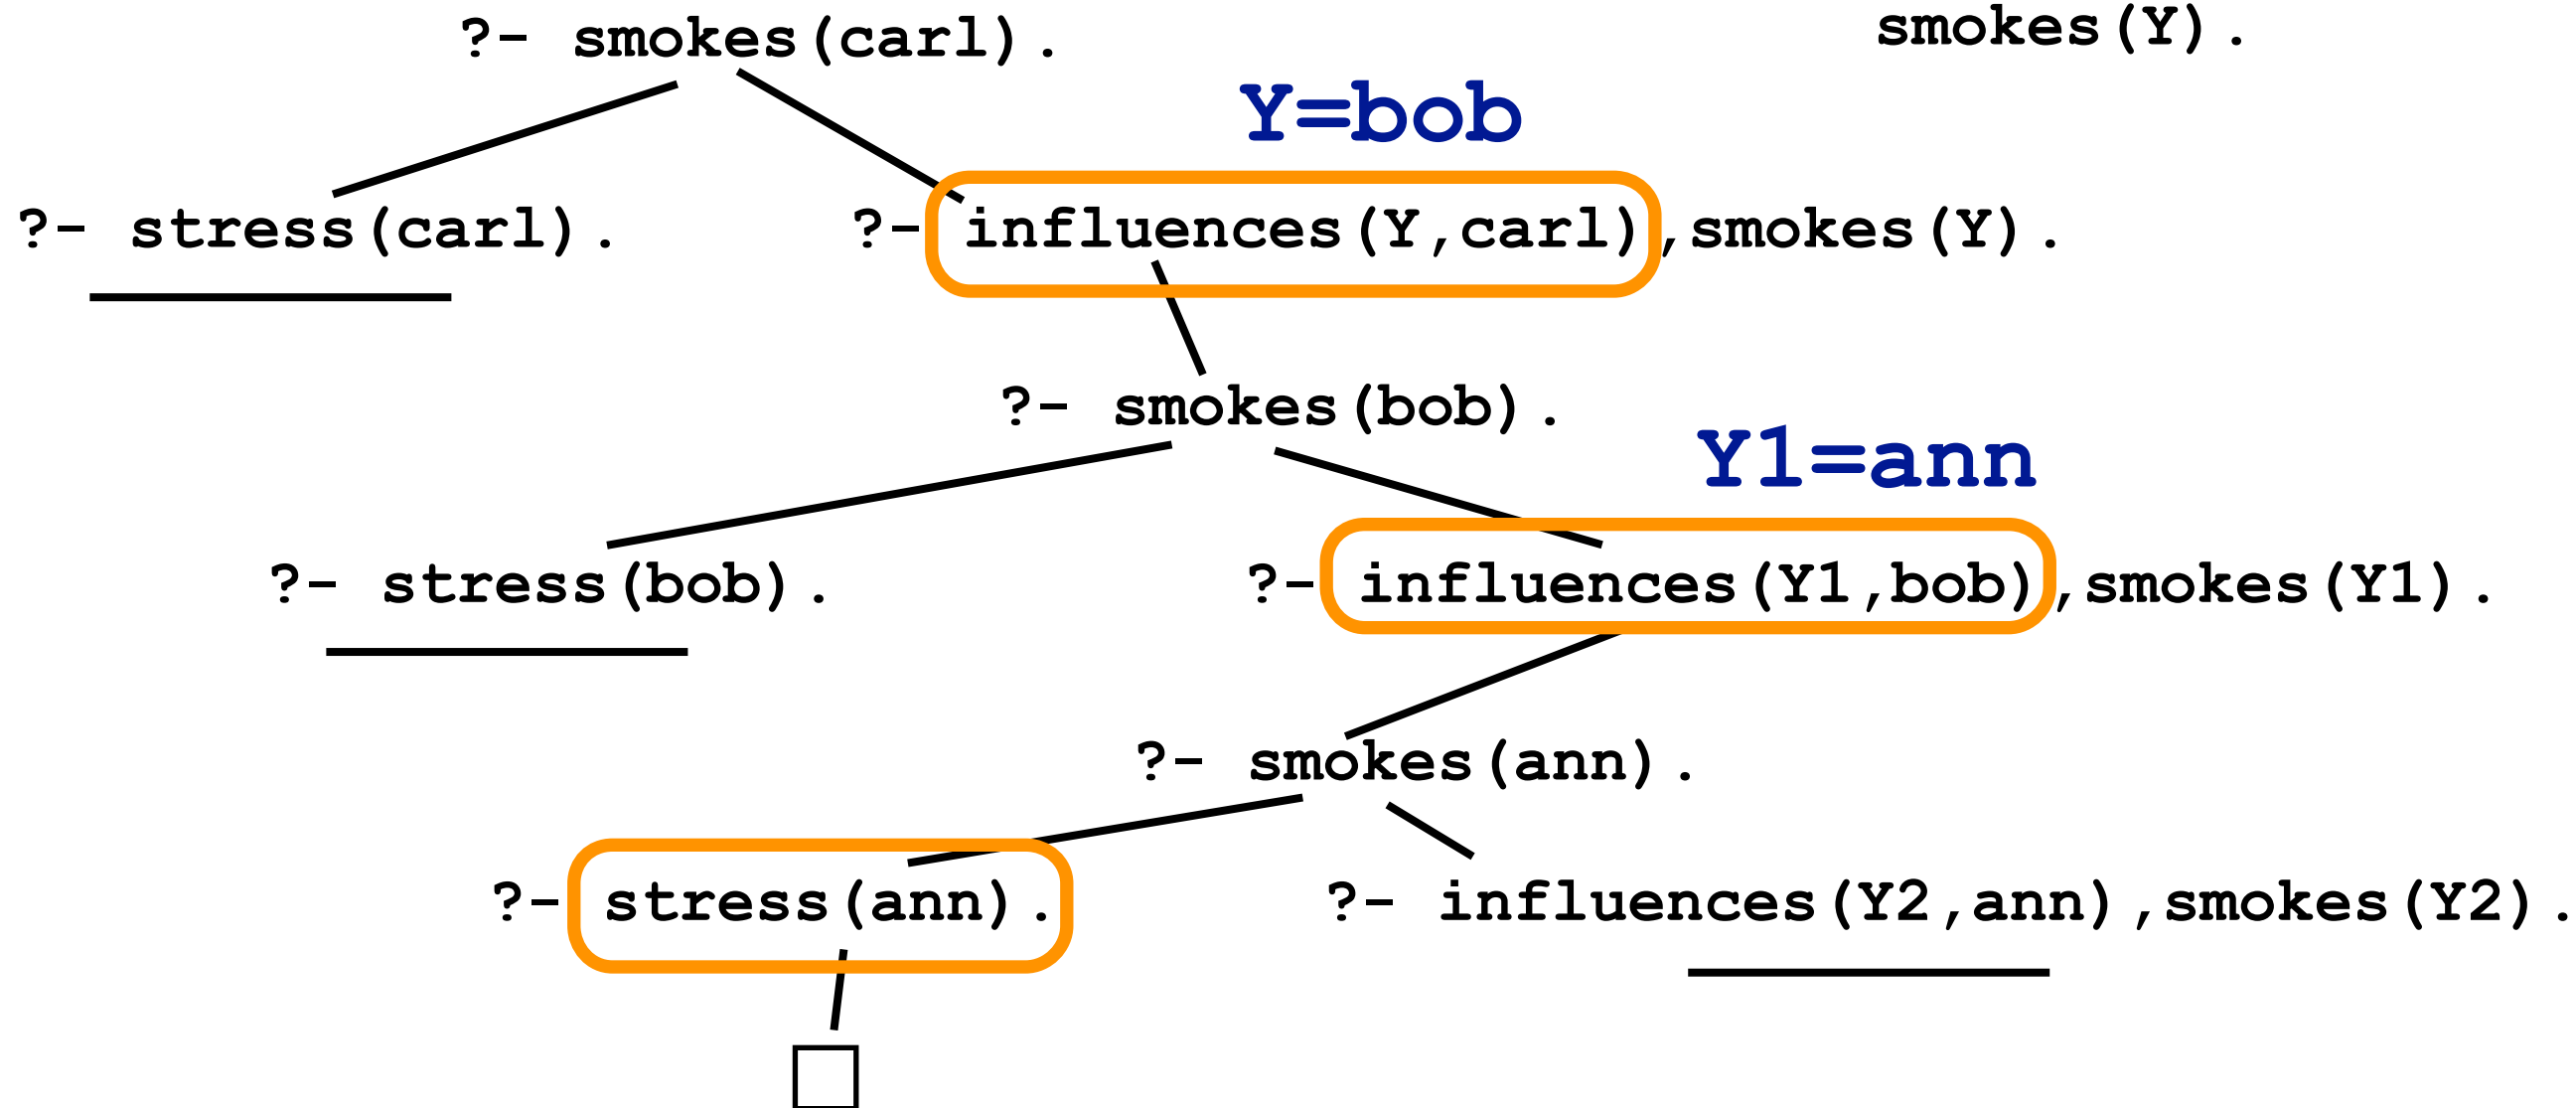 ?- smokes(carl).
smokes(Y).
Y=bob
?- stress(carl).
?- influences(Y,carl),smokes(Y).
?- smokes(bob).
Y1=ann
?- stress(bob).
?- influences(Y1,bob),smokes(Y1).
?- smokes(ann).
?- stress(ann).
?- influences(Y2,ann),smokes(Y2).